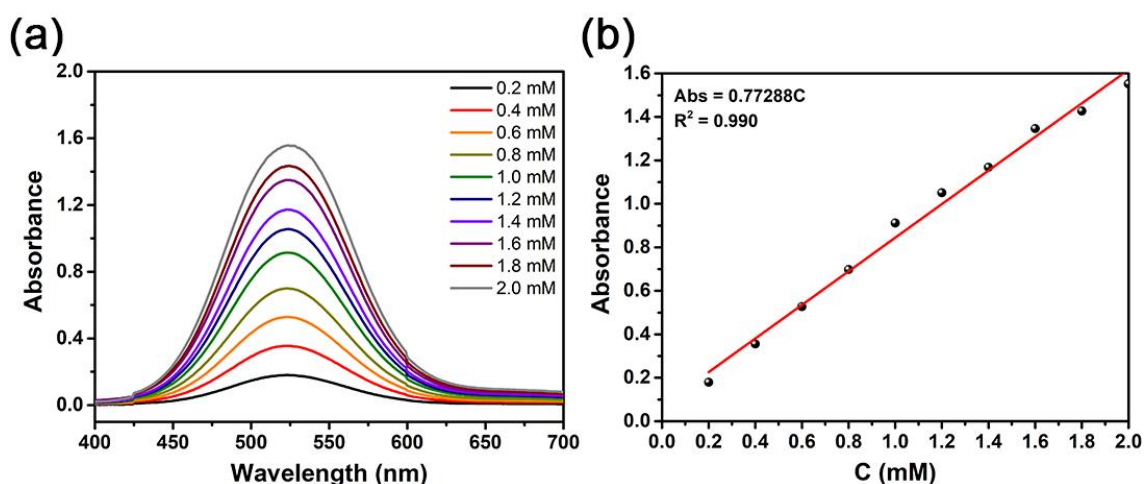 (a)
2.0
1.6
1.2
0.8
0.4
0.0
Absorbance
0.2 mM
0.4 mM
0.6 mM
0.8 mM
1.0 mM
1.2 mM
1.4 mM
1.6 mM
1.8 mM
2.0 mM
400 450 500 550 600 650 700
Wavelength (nm)
(b)
1.6
1.4
1.2
1.0
0.8
0.6
0.4
0.2
0.0
Absorbance
Abs = 0.77288C
R² = 0.990
0.0 0.2 0.4 0.6 0.8 1.0 1.2 1.4 1.6 1.8 2.0
C (mM)